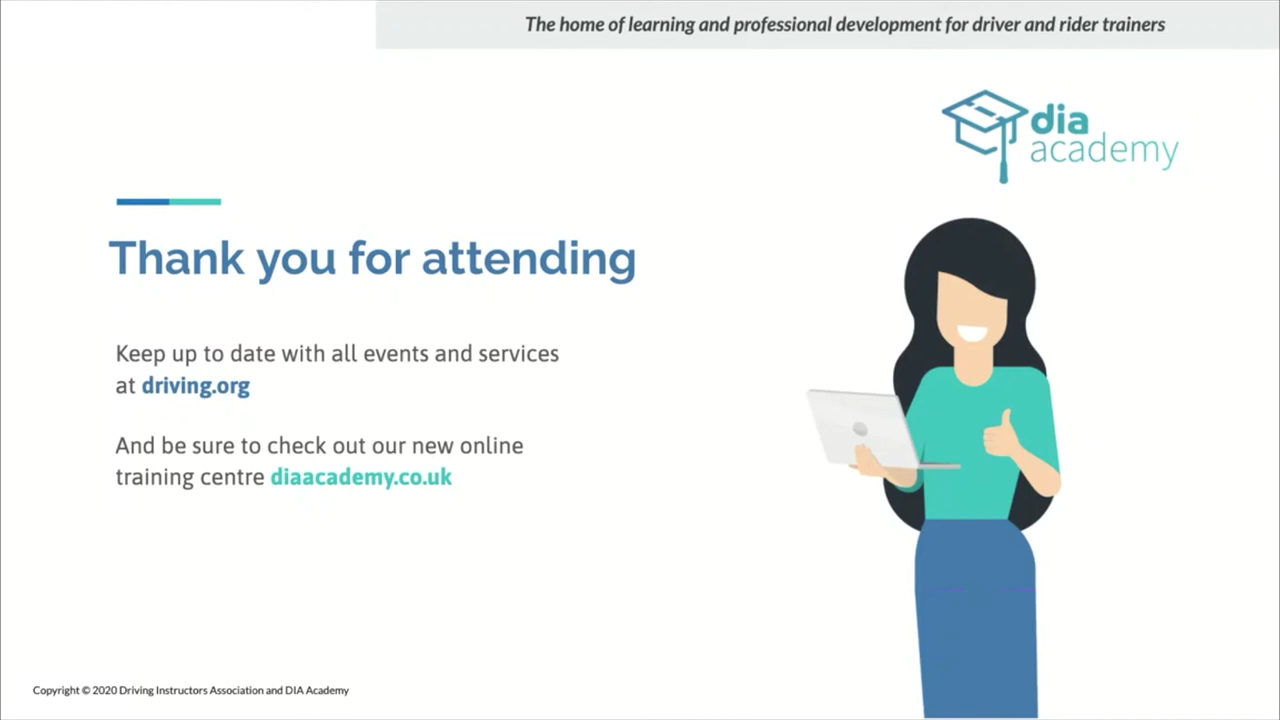 The home of learning and professional development for driver and rider trainers
dia
academy
Thank you for attending
Keep up to date with all events and services
at driving.org
And be sure to check out our new online
training centre diaacademy.co.uk
Copyright © 2020 Driving Instructors Association and DIA Academy